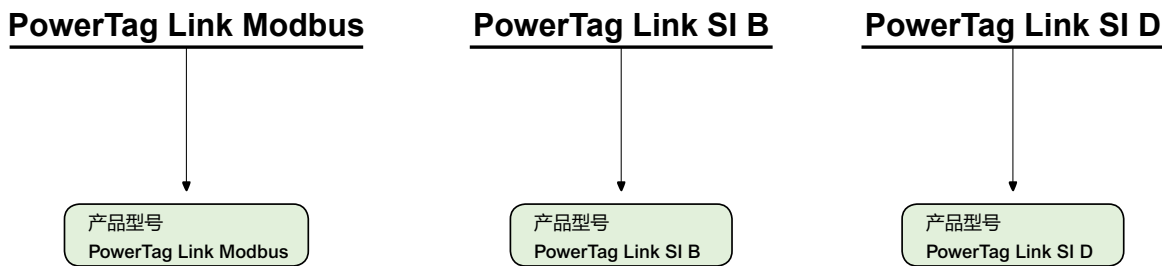 PowerTag Link Modbus
PowerTag Link SI B
PowerTag Link SI D
产品型号
PowerTag Link Modbus
产品型号
PowerTag Link SI B
产品型号
PowerTag Link SI D